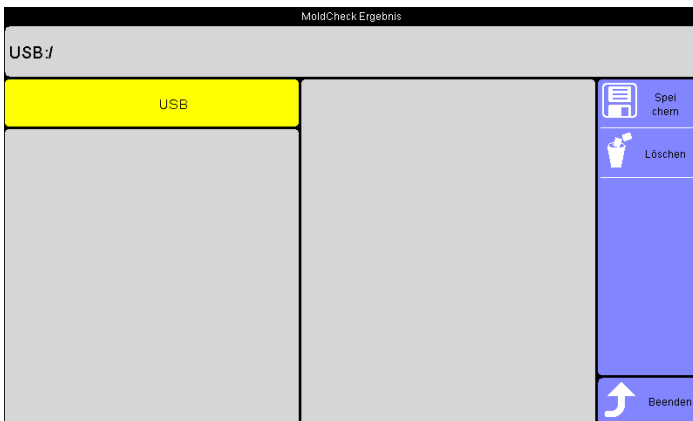 MoldCheck Ergebnis
USB:/
USB
Spei
chern
Löschen
Beenden